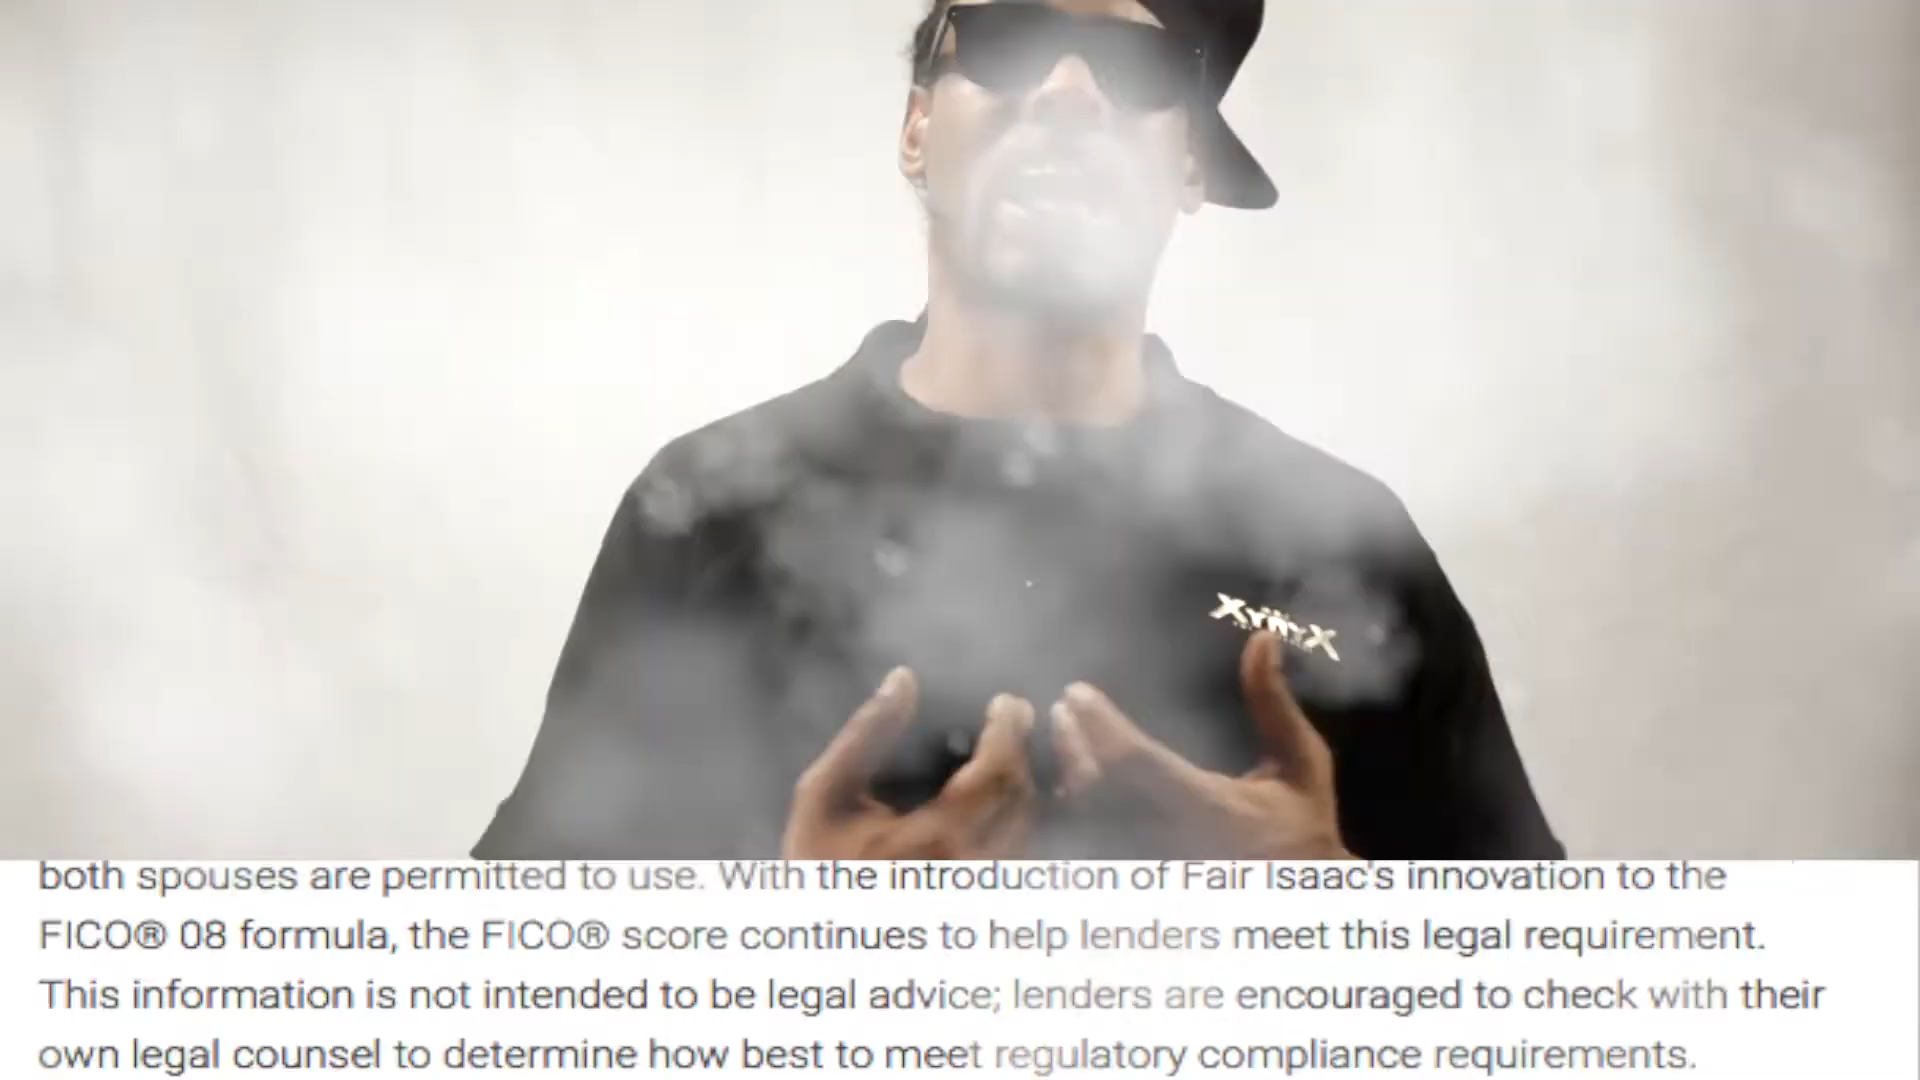 both spouses are permitted to use. With the introduction of Fair Isaac's innovation to the
FICO® 08 formula, the FICO® score continues to help lenders meet this legal requirement.
This information is not intended to be legal advice; lenders are encouraged to check with their
own legal counsel to determine how best to meet regulatory compliance requirements.